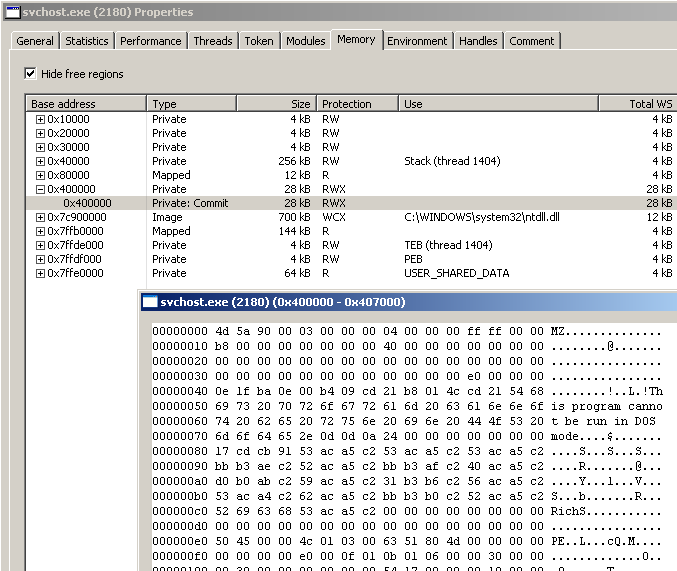 svchost.exe (2180) Properties
General Statistics Performance Threads Token Modules Memory Environment Handles Comment
Hide free regions
Base address Type Size Protection Use Total WS
0x10000 Private 4 kB RW 4 kB
0x20000 Private 4 kB RW 4 kB
0x30000 Private 4 kB RW 4 kB
0x40000 Private 256 kB RW Stack (thread 1404) 4 kB
0x80000 Mapped 12 kB R 4 kB
0x400000 Private 28 kB RWX 28 kB
0x400000 Private: Commit 28 kB RWX 28 kB
0x7c900000 Image 700 kB WCX C:\WINDOWS\system32\ntdll.dll 12 kB
0x7ffb0000 Mapped 144 kB R 4 kB
0x7ffde000 Private 4 kB RW TEB (thread 1404) 4 kB
0x7ffdf000 Private 4 kB RW PEB 4 kB
0x7ffe0000 Private 64 kB R USER_SHARED_DATA 4 kB
svchost.exe (2180) (0x400000 - 0x407000)
00000000 4d 5a 90 00 03 00 00 00 04 00 00 00 ff ff 00 00 MZ..............
00000010 b8 00 00 00 00 00 00 00 40 00 00 00 00 00 00 00 ........@.......
00000020 00 00 00 00 00 00 00 00 00 00 00 00 00 00 00 00 ................
00000030 00 00 00 00 00 00 00 00 00 00 00 00 e0 00 00 00 ................
00000040 0e 1f ba 0e 00 b4 09 cd 21 b8 01 4c cd 21 54 68 ........!..L.!Th
00000050 69 73 20 70 72 6f 67 72 61 6d 20 63 61 6e 6e 6f is program canno
00000060 74 20 62 65 20 72 75 6e 20 69 6e 20 44 4f 53 20 t be run in DOS
00000070 6d 6f 64 65 2e 0d 0d 0a 24 00 00 00 00 00 00 00 mode....$.......
00000080 17 cd cb 91 53 ac a5 c2 53 ac a5 c2 53 ac a5 c2 ....S...S...S...
00000090 bb b3 ae c2 52 ac a5 c2 bb b3 af c2 40 ac a5 c2 ....R.......@...
000000a0 d0 b0 ab c2 59 ac a5 c2 31 b3 b6 c2 56 ac a5 c2 ....Y...1...V...
000000b0 53 ac a4 c2 62 ac a5 c2 bb b3 b0 c2 52 ac a5 c2 S...b.......R...
000000c0 52 69 63 68 53 ac a5 c2 00 00 00 00 00 00 00 00 RichS...........
000000d0 00 00 00 00 00 00 00 00 00 00 00 00 00 00 00 00 ................
000000e0 50 45 00 00 4c 01 03 00 63 51 80 4d 00 00 00 00 PE..L...cQ.M....
000000f0 00 00 00 00 e0 00 0f 01 0b 01 06 00 00 30 00 00 .............0..